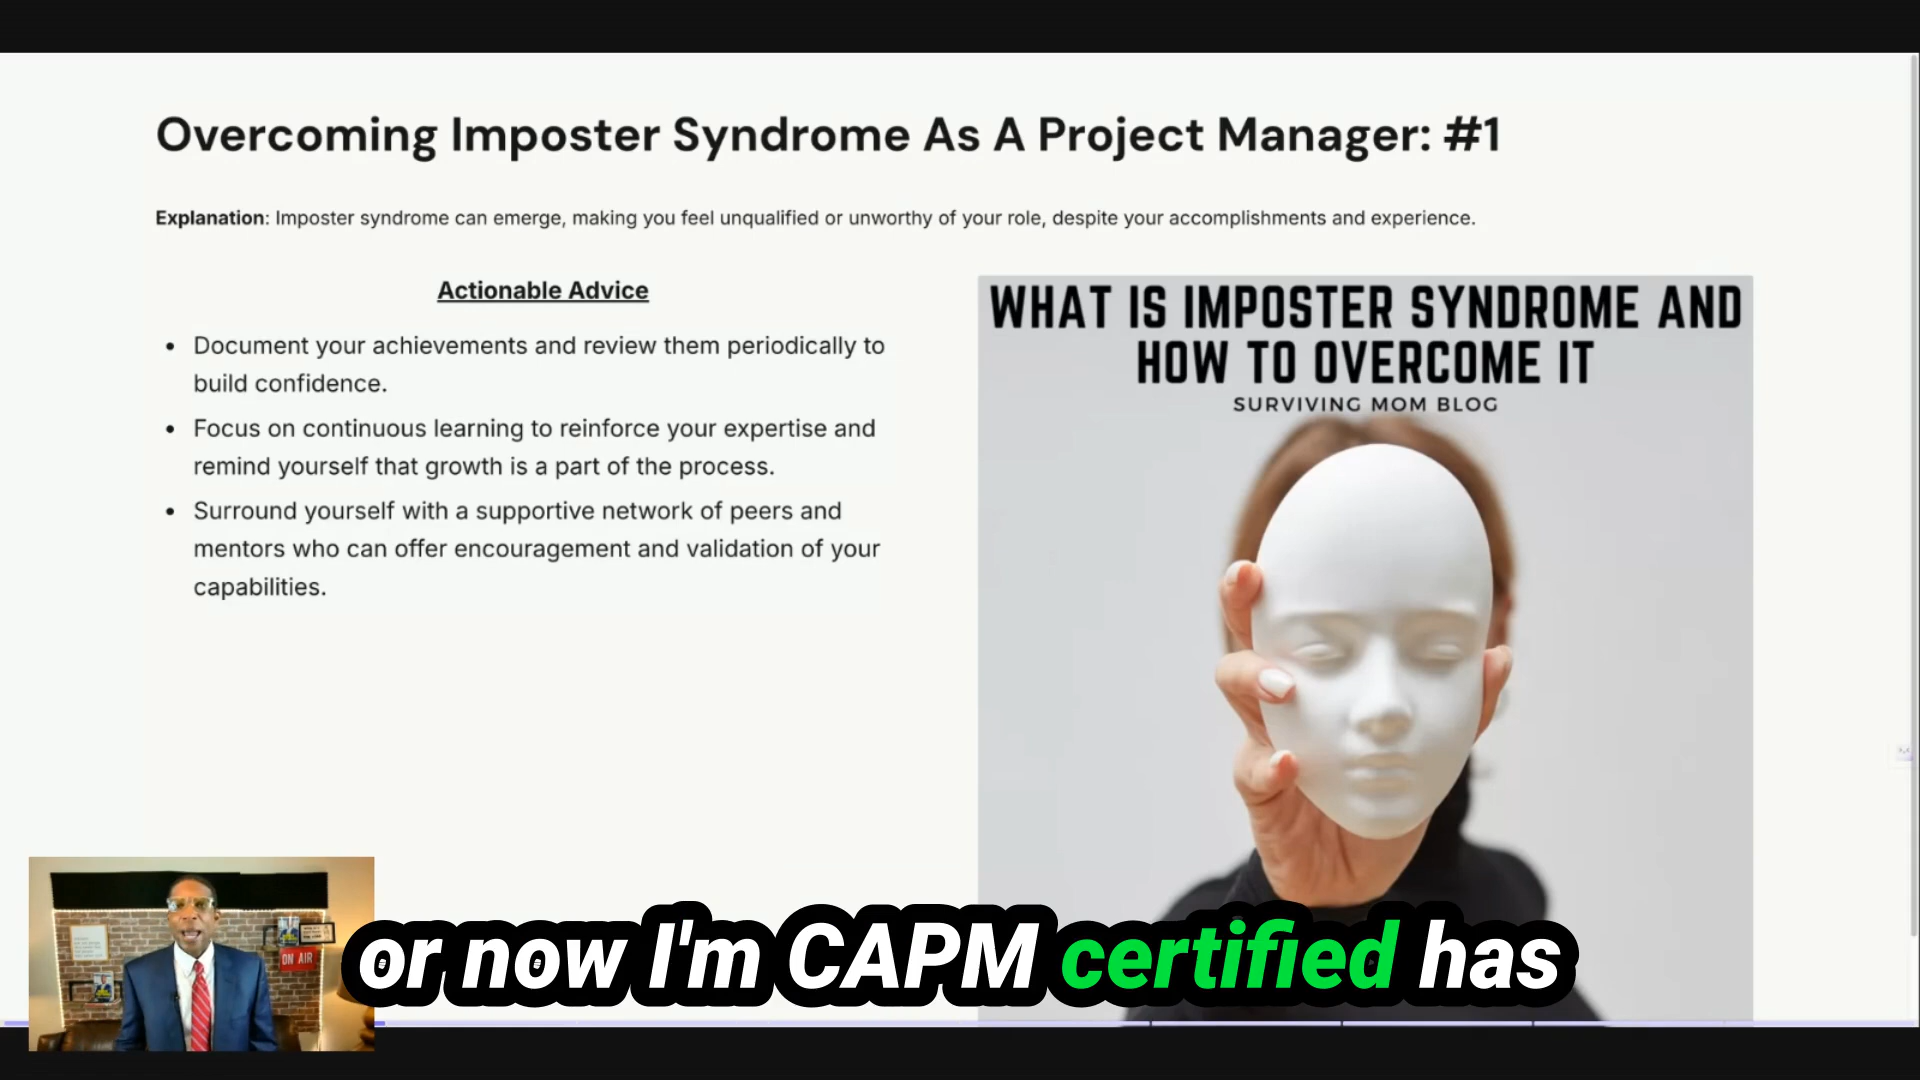 Overcoming Imposter Syndrome As A Project Manager: #1
Explanation: Imposter syndrome can emerge, making you feel unqualified or unworthy of your role, despite your accomplishments and experience.
Actionable Advice
• Document your achievements and review them periodically to
build confidence.
• Focus on continuous learning to reinforce your expertise and
remind yourself that growth is a part of the process.
• Surround yourself with a supportive network of peers and
mentors who can offer encouragement and validation of your
capabilities.
WHAT IS IMPOSTER SYNDROME AND
HOW TO OVERCOME IT
SURVIVING MOM BLOG
ON AIR
or now I'm CAPM certified has